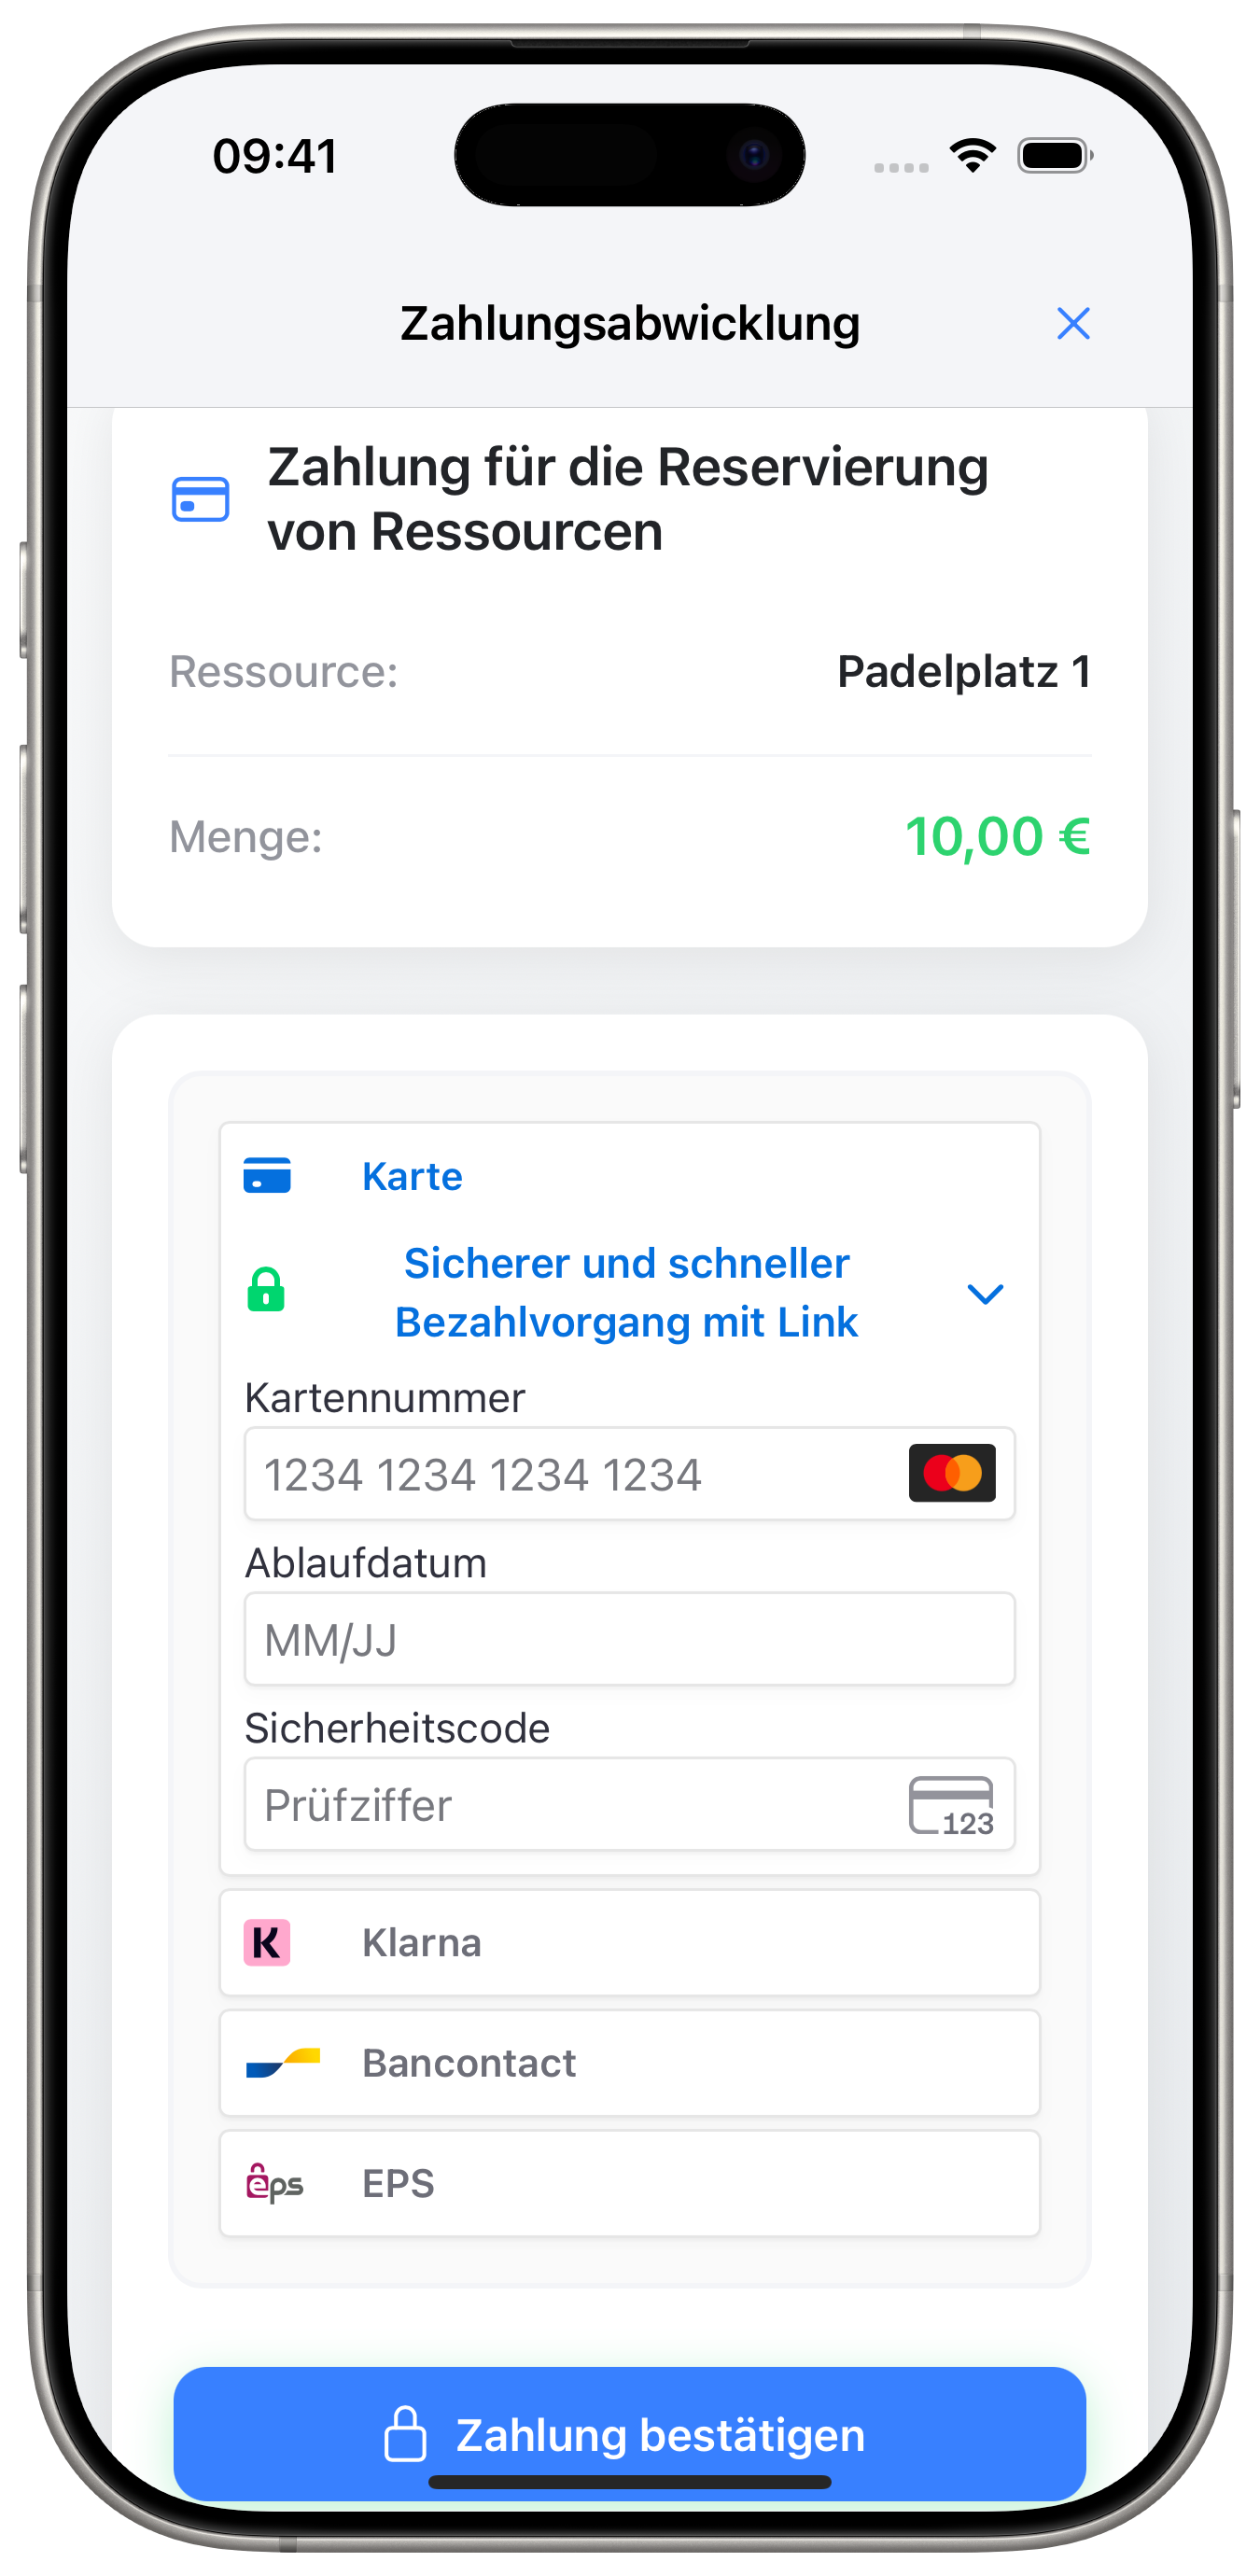 09:41
Zahlungsabwicklung
Zahlung für die Reservierung
von Ressourcen
Ressource:
Padelplatz 1
Menge:
10,00 €
Karte
Sicherer und schneller
Bezahlvorgang mit Link
Kartennummer
1234 1234 1234 1234
Ablaufdatum
MM/JJ
Sicherheitscode
Prüfziffer
123
K
Klarna
Bancontact
eps
EPS
Zahlung bestätigen